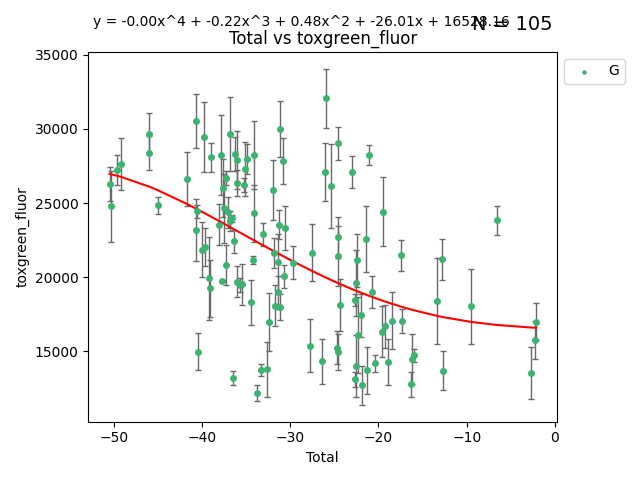 y = -0.00x^4 + -0.22x^3 + 0.48x^2 + -26.01x + 16528.16
N = 105
Total vs toxgreen_fluor
G
35000
30000
25000
20000
15000
toxgreen_fluor
−50 −40 −30 −20 −10 0
Total